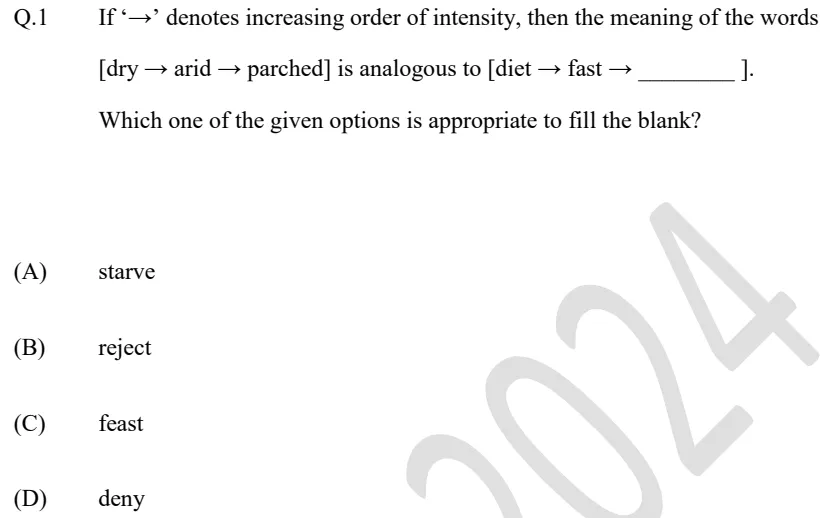 Q.1 If ‘→’ denotes increasing order of intensity, then the meaning of the words
[dry → arid → parched] is analogous to [diet → fast → ________ ].
Which one of the given options is appropriate to fill the blank?
(A) starve
(B) reject
(C) feast
(D) deny
2024